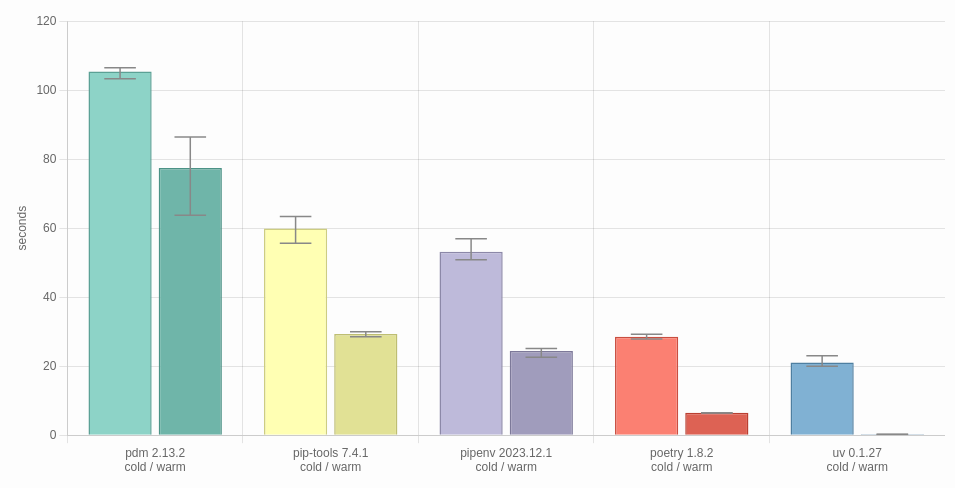 120
100
80
60
40
20
0
seconds
pdm 2.13.2
cold / warm
pip-tools 7.4.1
cold / warm
pipenv 2023.12.1
cold / warm
poetry 1.8.2
cold / warm
uv 0.1.27
cold / warm